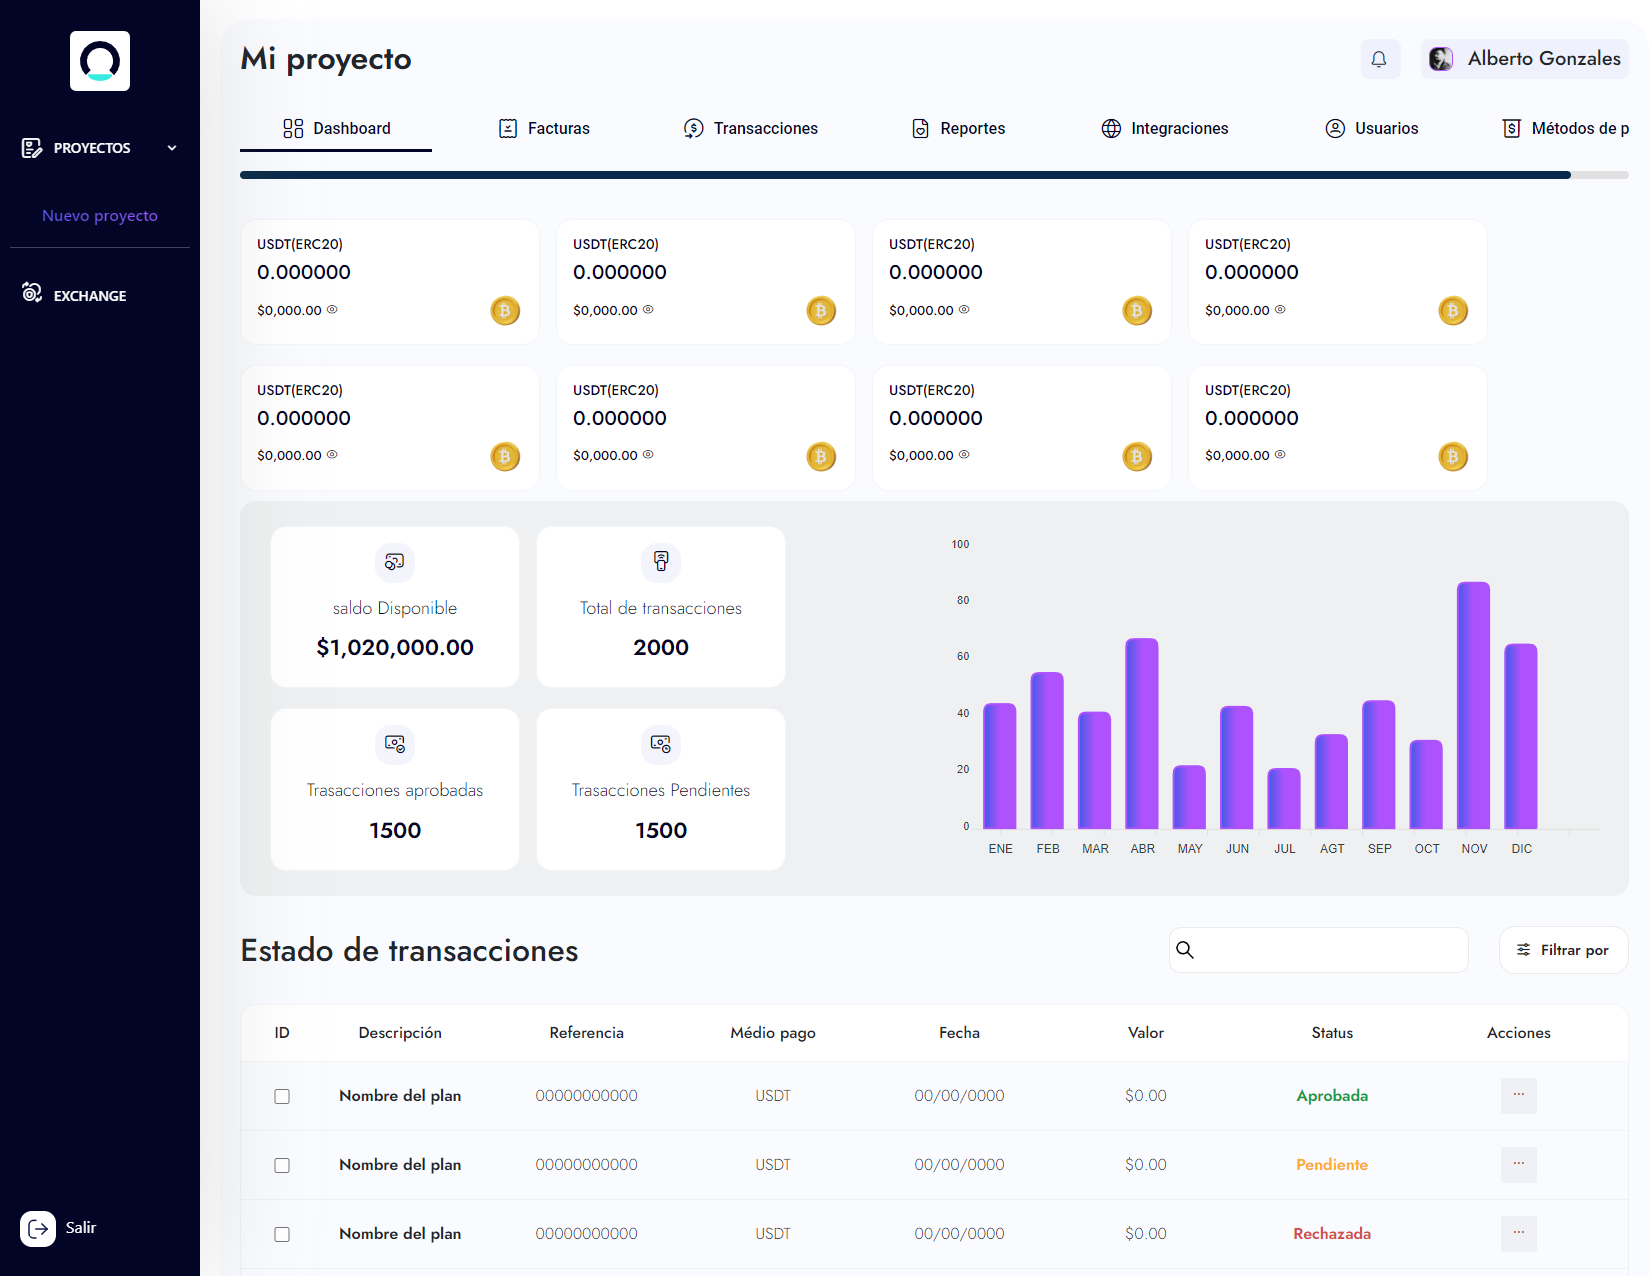 Mi proyecto
Alberto Gonzales
PROYECTOS
Nuevo proyecto
EXCHANGE
Salir
Dashboard
Facturas
Transacciones
Reportes
Integraciones
Usuarios
Métodos de p
USDT(ERC20)
0.000000
$0,000.00
USDT(ERC20)
0.000000
$0,000.00
USDT(ERC20)
0.000000
$0,000.00
USDT(ERC20)
0.000000
$0,000.00
USDT(ERC20)
0.000000
$0,000.00
USDT(ERC20)
0.000000
$0,000.00
USDT(ERC20)
0.000000
$0,000.00
USDT(ERC20)
0.000000
$0,000.00
saldo Disponible
$1,020,000.00
Total de transacciones
2000
Trasacciones aprobadas
1500
Trasacciones Pendientes
1500
100
80
60
40
20
0
ENE FEB MAR ABR MAY JUN JUL AGT SEP OCT NOV DIC
Estado de transacciones
Filtrar por
ID Descripción Referencia Médio pago Fecha Valor Status Acciones
Nombre del plan 00000000000 USDT 00/00/0000 $0.00 Aprobada ...
Nombre del plan 00000000000 USDT 00/00/0000 $0.00 Pendiente ...
Nombre del plan 00000000000 USDT 00/00/0000 $0.00 Rechazada ...